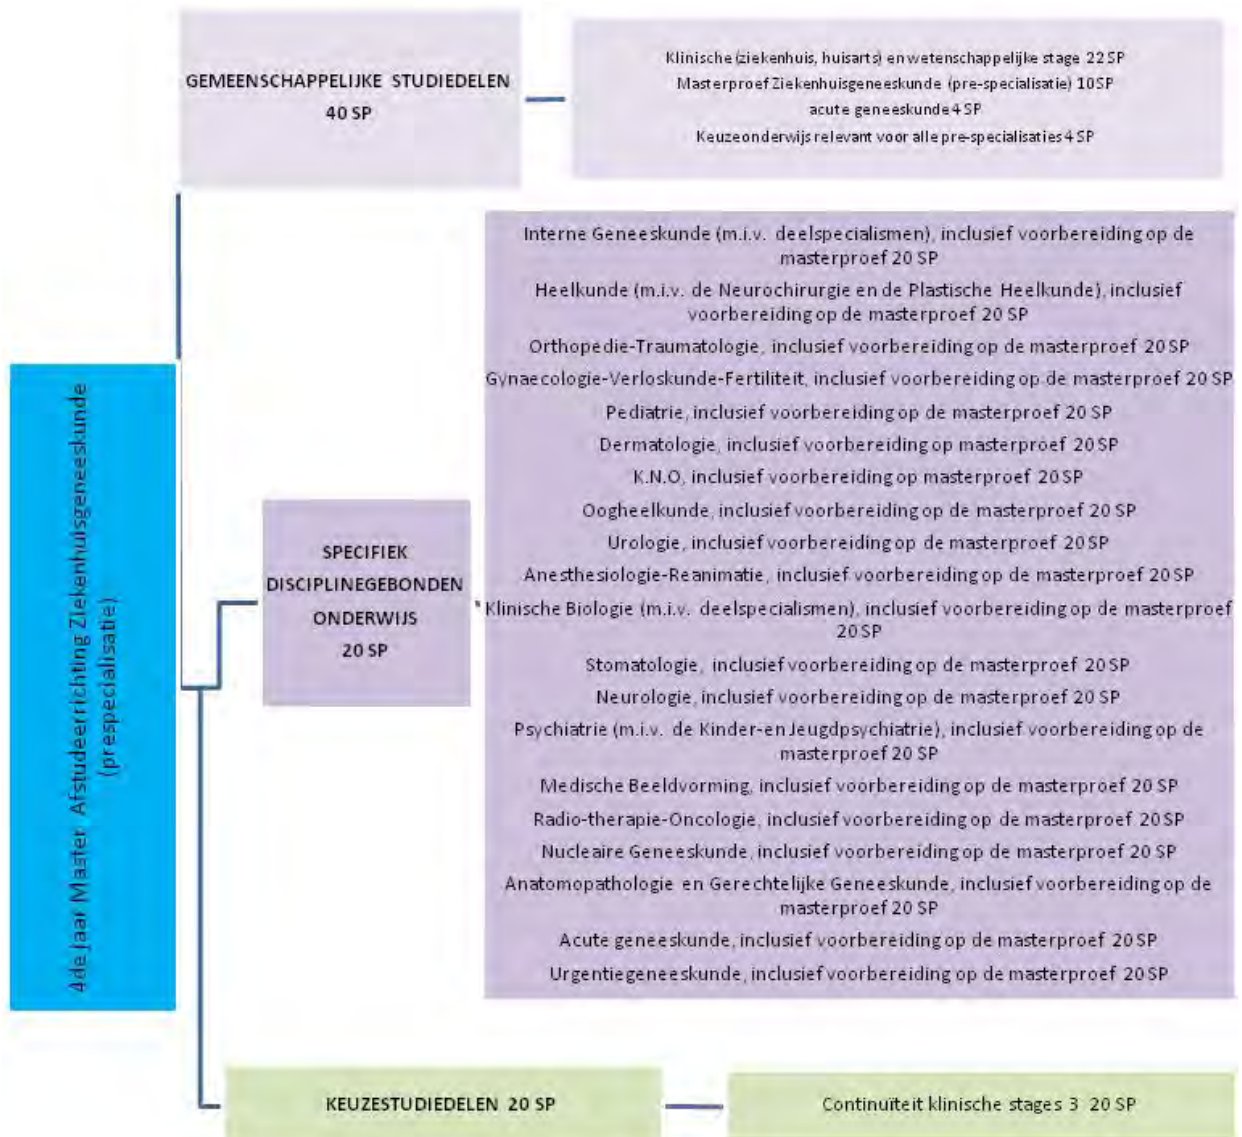 GEMEENSCHAPPELIJKE STUDIEDELEN
40 SP
Klinische (ziekenhuis, huisarts) en wetenschappelijke stage 22 SP
Masterproef Ziekenhuisgeneeskunde (pre-specialisatie) 10 SP
acute geneeskunde 4 SP
Keuzeonderwijs relevant voor alle pre-specialisaties 4 SP
4de jaar Master Afstudeerrichting Ziekenhuisgeneeskunde
(prespecialisatie)
SPECIFIEK
DISCIPLINEGEBONDEN
ONDERWIJS
20 SP
Interne Geneeskunde (m.i.v. deelspecialismen), inclusief voorbereiding op de
masterproef 20 SP
Heelkunde (m.i.v. de Neurochirurgie en de Plastische Heelkunde), inclusief
voorbereiding op de masterproef 20 SP
Orthopedie-Traumatologie, inclusief voorbereiding op de masterproef 20 SP
Gynaecologie-Verloskunde-Fertiliteit, inclusief voorbereiding op de masterproef 20 SP
Pediatrie, inclusief voorbereiding op de masterproef 20 SP
Dermatologie, inclusief voorbereiding op masterproef 20 SP
K.N.O, inclusief voorbereiding op masterproef 20 SP
Oogheelkunde, inclusief voorbereiding op de masterproef 20 SP
Urologie, inclusief voorbereiding op de masterproef 20 SP
Anesthesiologie-Reanimatie, inclusief voorbereiding op de masterproef 20 SP
Klinische Biologie (m.i.v. deelspecialismen), inclusief voorbereiding op de masterproef
20 SP
Stomatologie, inclusief voorbereiding op de masterproef 20 SP
Neurologie, inclusief voorbereiding op de masterproef 20 SP
Psychiatrie (m.i.v. de Kinder-en Jeugdpsychiatrie), inclusief voorbereiding op de
masterproef 20 SP
Medische Beeldvorming, inclusief voorbereiding op de masterproef 20 SP
Radio-therapie-Oncologie, inclusief voorbereiding op de masterproef 20 SP
Nucleaire Geneeskunde, inclusief voorbereiding op de masterproef 20 SP
Anatomopathologie en Gerechtelijke Geneeskunde, inclusief voorbereiding op de
masterproef 20 SP
Acute geneeskunde, inclusief voorbereiding op de masterproef 20 SP
Urgentiegeneeskunde, inclusief voorbereiding op de masterproef 20 SP
KEUZESTUDIEDELEN 20 SP
Continuïteit klinische stages 3 20 SP